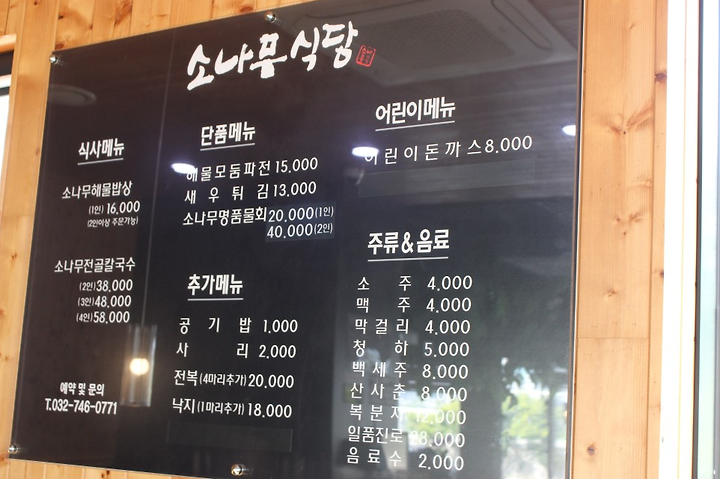 소나무식당
식사메뉴
소나무해물밥상
(1인) 16,000
(2인이상 주문가능)
소나무전골칼국수
(2인) 38,000
(3인) 48,000
(4인) 58,000
예약 및 문의
T.032-746-0771
단품메뉴
해물모둠파전 15,000
새우튀김 13,000
소나무명품물회 20,000 (1인)
40,000 (2인)
추가메뉴
공기밥 1,000
사리 2,000
전복 (4마리추가) 20,000
낙지 (1마리추가) 18,000
어린이메뉴
어린이돈까스 8,000
주류&음료
소주 4,000
맥주 4,000
막걸리 4,000
청하 5,000
백세주 8,000
산사춘 8,000
복분자 12,000
일품진로 28,000
음료수 2,000